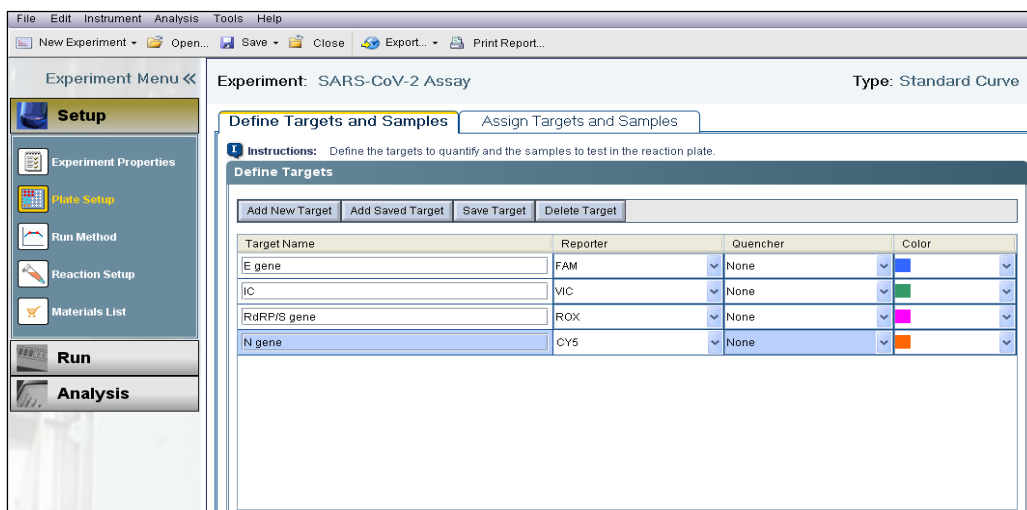 File Edit Instrument Analysis Tools Help
New Experiment Open... Save Close Export... Print Report...
Experiment Menu «
Experiment: SARS-CoV-2 Assay Type: Standard Curve
Setup
Define Targets and Samples Assign Targets and Samples
Instructions: Define the targets to quantify and the samples to test in the reaction plate.
Experiment Properties
Define Targets
Plate Setup
Add New Target Add Saved Target Save Target Delete Target
Run Method
Target Name Reporter Quencher Color
E gene FAM None
Reaction Setup
IC VIC None
Materials List
RdRP/S gene ROX None
N gene CY5 None
Run
Analysis